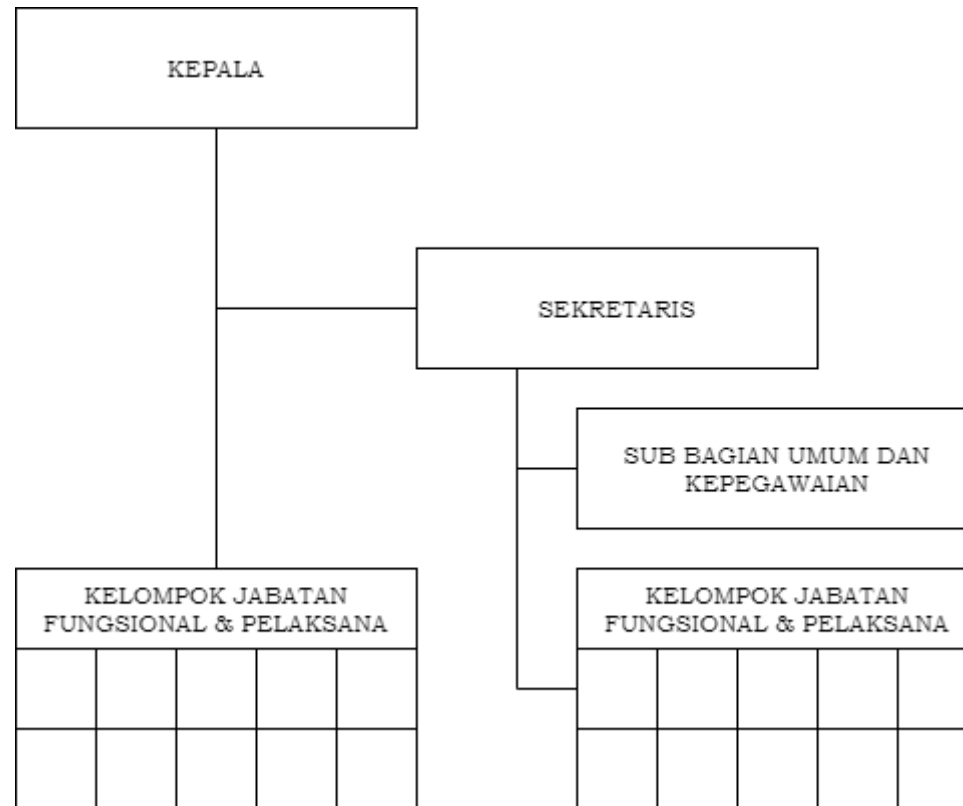 KEPALA
SEKRETARIS
SUB BAGIAN UMUM DAN
KEPEGAWAIAN
KELOMPOK JABATAN
FUNGSIONAL & PELAKSANA
KELOMPOK JABATAN
FUNGSIONAL & PELAKSANA